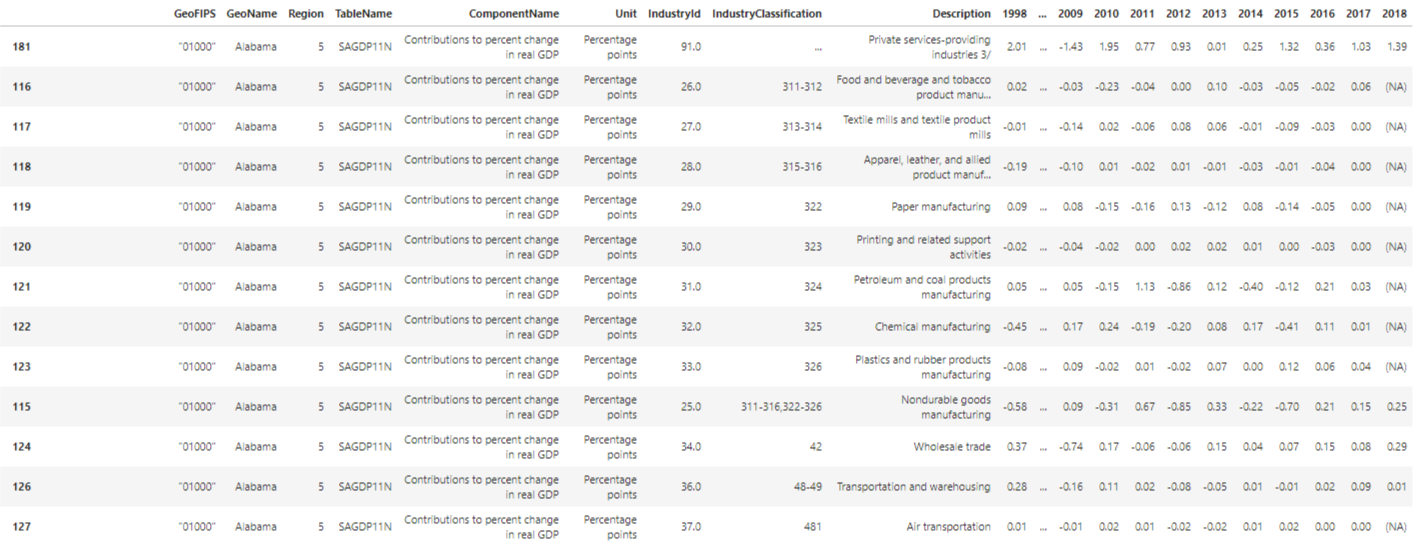 GeoFIPS GeoName Region TableName ComponentName Unit IndustryId IndustryClassification Description 1998 ... 2009 2010 2011 2012 2013 2014 2015 2016 2017 2018
181 "01000" Alabama 5 SAGDP11N Contributions to percent change in real GDP Percentage points 91.0 ... Private services-providing industries 3/ 2.01 ... -1.43 1.95 0.77 0.93 0.01 0.25 1.32 0.36 1.03 1.39
116 "01000" Alabama 5 SAGDP11N Contributions to percent change in real GDP Percentage points 26.0 311-312 Food and beverage and tobacco product manu... 0.02 ... -0.03 -0.23 -0.04 0.00 0.10 -0.03 -0.05 -0.02 0.06 (NA)
117 "01000" Alabama 5 SAGDP11N Contributions to percent change in real GDP Percentage points 27.0 313-314 Textile mills and textile product mills -0.01 ... -0.14 0.02 -0.06 0.08 0.06 -0.01 -0.09 -0.03 0.00 (NA)
118 "01000" Alabama 5 SAGDP11N Contributions to percent change in real GDP Percentage points 28.0 315-316 Apparel, leather, and allied product manuf... -0.19 ... -0.10 0.01 -0.02 0.01 -0.01 -0.03 -0.01 -0.04 0.00 (NA)
119 "01000" Alabama 5 SAGDP11N Contributions to percent change in real GDP Percentage points 29.0 322 Paper manufacturing 0.09 ... 0.08 -0.15 -0.16 0.13 -0.12 0.08 -0.14 -0.05 0.00 (NA)
120 "01000" Alabama 5 SAGDP11N Contributions to percent change in real GDP Percentage points 30.0 323 Printing and related support activities -0.02 ... -0.04 -0.02 0.00 0.02 0.02 0.01 0.00 -0.03 0.00 (NA)
121 "01000" Alabama 5 SAGDP11N Contributions to percent change in real GDP Percentage points 31.0 324 Petroleum and coal products manufacturing 0.05 ... 0.05 -0.15 1.13 -0.86 0.12 -0.40 -0.12 0.21 0.03 (NA)
122 "01000" Alabama 5 SAGDP11N Contributions to percent change in real GDP Percentage points 32.0 325 Chemical manufacturing -0.45 ... 0.17 0.24 -0.19 -0.20 0.08 0.17 -0.41 0.11 0.01 (NA)
123 "01000" Alabama 5 SAGDP11N Contributions to percent change in real GDP Percentage points 33.0 326 Plastics and rubber products manufacturing -0.08 ... 0.09 -0.02 0.01 -0.02 0.07 0.00 0.12 0.06 0.04 (NA)
115 "01000" Alabama 5 SAGDP11N Contributions to percent change in real GDP Percentage points 25.0 311-316,322-326 Nondurable goods manufacturing -0.58 ... 0.09 -0.31 0.67 -0.85 0.33 -0.22 -0.70 0.21 0.15 0.25
124 "01000" Alabama 5 SAGDP11N Contributions to percent change in real GDP Percentage points 34.0 42 Wholesale trade 0.37 ... -0.74 0.17 -0.06 -0.06 0.15 0.04 0.07 0.15 0.08 0.29
126 "01000" Alabama 5 SAGDP11N Contributions to percent change in real GDP Percentage points 36.0 48-49 Transportation and warehousing 0.28 ... -0.16 0.11 0.02 -0.08 -0.05 0.01 -0.01 0.02 0.09 0.01
127 "01000" Alabama 5 SAGDP11N Contributions to percent change in real GDP Percentage points 37.0 481 Air transportation 0.01 ... -0.01 0.02 0.01 -0.02 -0.02 0.01 0.02 0.00 0.00 (NA)